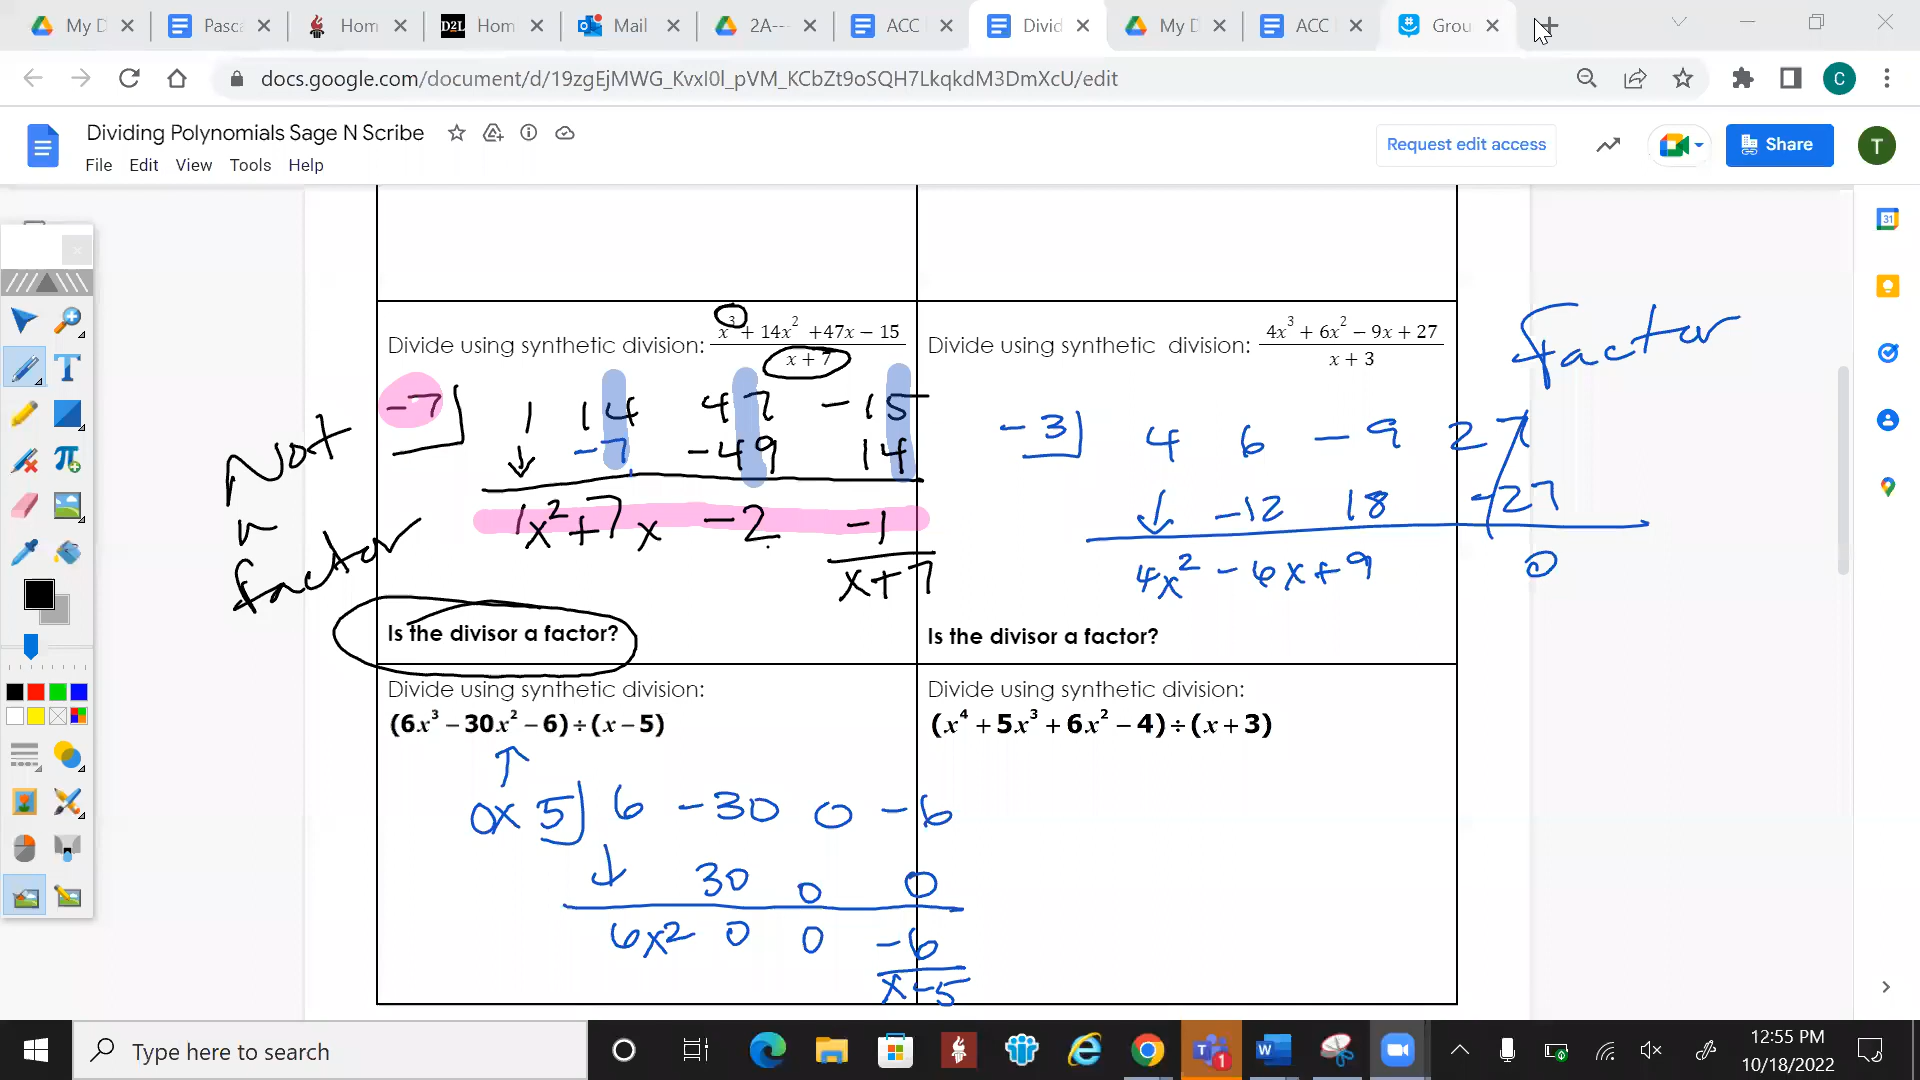 My D
Pasca
Hom
D2L
Hom
Mail
2A--
ACC
Divid
My D
ACC
Grou
docs.google.com/document/d/19zgEjMWG_KvxI0l_pVM_KCbZt9oSQH7LkqkdM3DmXcU/edit
C
Dividing Polynomials Sage N Scribe
File Edit View Tools Help
Request edit access
Share
T
31
Divide using synthetic division: x³ + 14x² +47x − 15
x + 7
-7 1 14 47 -15
-7 -49 14
1x² + 7x - 2 -1
x+7
Not
a
factor
Is the divisor a factor?
Divide using synthetic division: 4x³ + 6x² − 9x + 27
x + 3
factor
-3 4 6 -9 27
-12 18 -27
4x² - 6x + 9 0
Is the divisor a factor?
Divide using synthetic division:
(6x³ − 30x² − 6) ÷ (x − 5)
0x 5 6 -30 0 -6
30 0 0
6x2 0 0 -6
x-5
Divide using synthetic division:
(x⁴ + 5x³ + 6x² − 4) ÷ (x + 3)
T
Type here to search
1
W
12:55 PM
10/18/2022